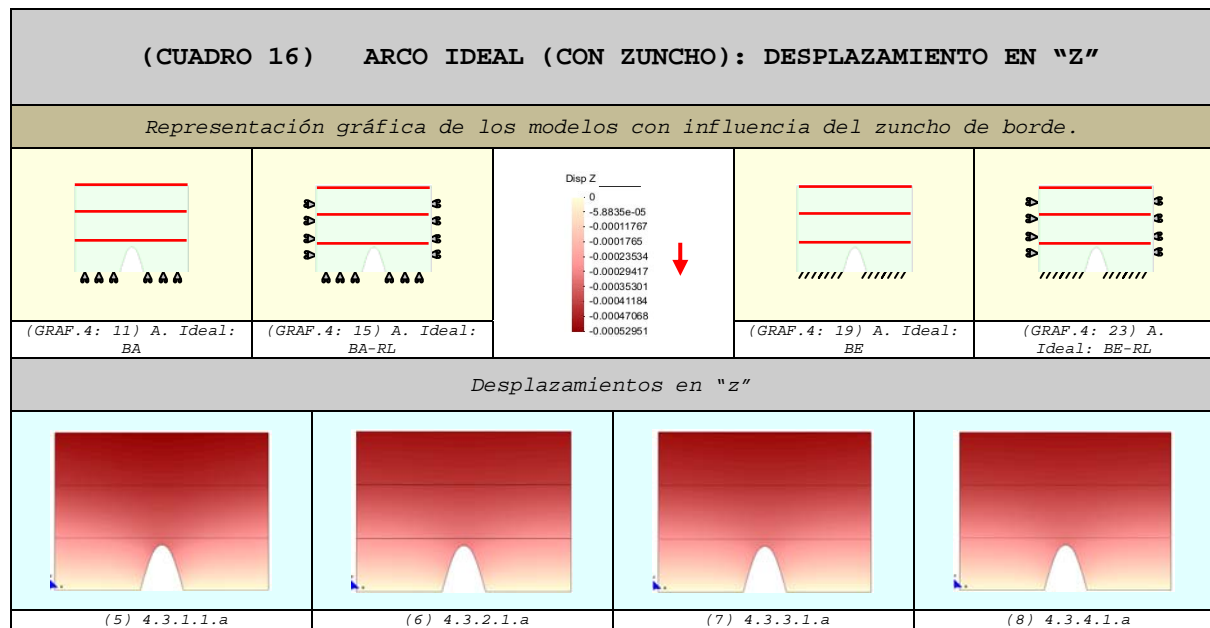 (CUADRO 16) ARCO IDEAL (CON ZUNCHO): DESPLAZAMIENTO EN “Z”
Representación gráfica de los modelos con influencia del zuncho de borde.
Disp Z
0
-5.8835e-05
-0.00011767
-0.0001765
-0.00023534
-0.00029417
-0.00035301
-0.00041184
-0.00047068
-0.00052951
(GRAF.4: 11) A. Ideal:
BA
(GRAF.4: 15) A. Ideal:
BA-RL
(GRAF.4: 19) A. Ideal:
BE
(GRAF.4: 23) A.
Ideal: BE-RL
Desplazamientos en “z”
(5) 4.3.1.1.a
(6) 4.3.2.1.a
(7) 4.3.3.1.a
(8) 4.3.4.1.a